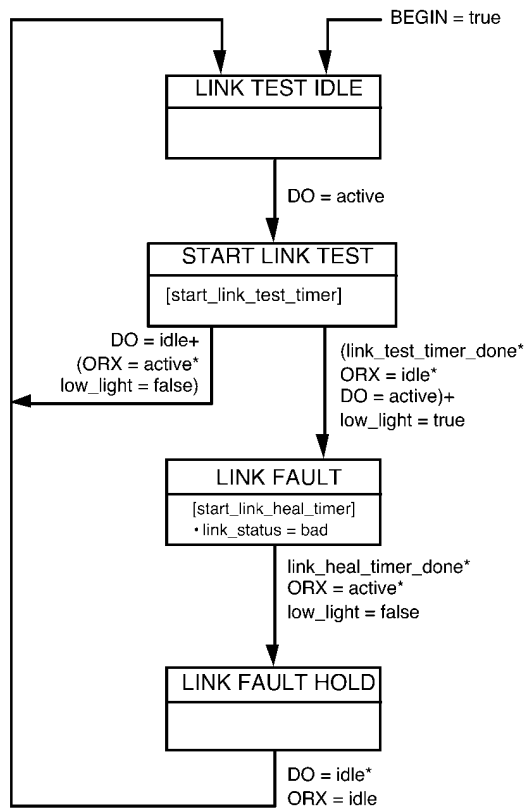 BEGIN = true
LINK TEST IDLE
DO = active
START LINK TEST
[start_link_test_timer]
DO = idle+
(ORX = active*
low_light = false)
(link_test_timer_done*
ORX = idle*
DO = active)+
low_light = true
LINK FAULT
[start_link_heal_timer]
• link_status = bad
link_heal_timer_done*
ORX = active*
low_light = false
LINK FAULT HOLD
DO = idle*
ORX = idle